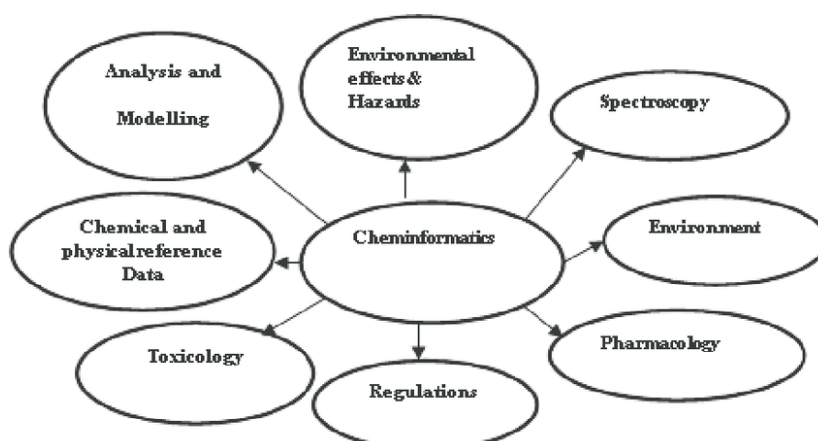 Analysis and
Modelling
Environmental
effects &
Hazards
Spectroscopy
Chemical and
physical reference
Data
Cheminformatics
Environment
Toxicology
Regulations
Pharmacology